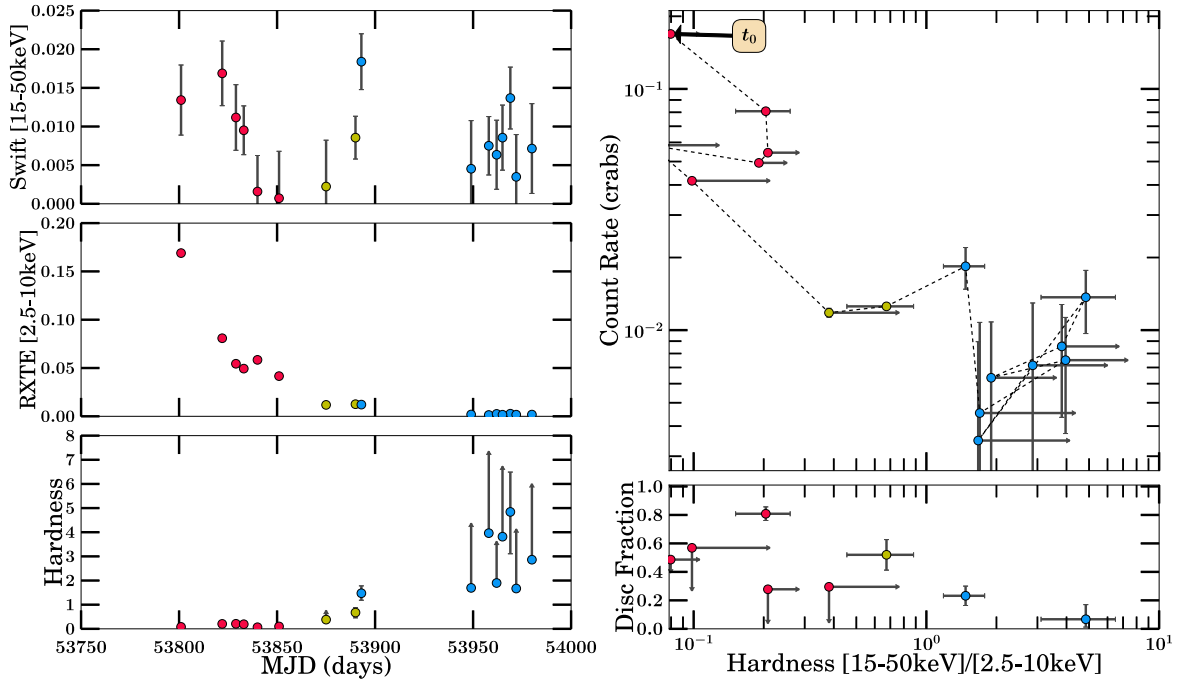 Swift [15-50keV]
0.025
0.020
0.015
0.010
0.005
0.000
RXTE [2.5-10keV]
0.20
0.15
0.10
0.05
0.00
Hardness
8
7
6
5
4
3
2
1
0
53750 53800 53850 53900 53950 54000
MJD (days)
t₀
Count Rate (crabs)
10⁻¹
10⁻²
Disc Fraction
1.0
0.8
0.6
0.4
0.2
0.0
10⁻¹ 10⁰ 10¹
Hardness [15-50keV]/[2.5-10keV]